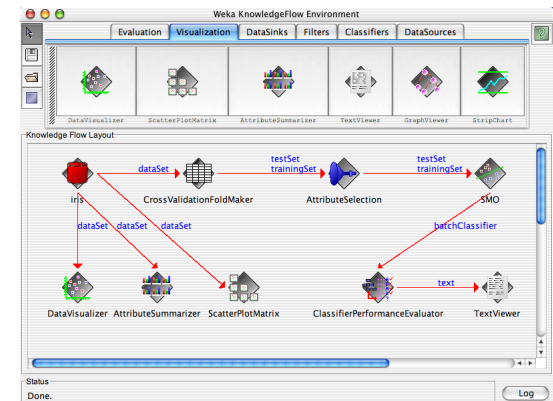 Weka KnowledgeFlow Environment
Evaluation Visualization DataSinks Filters Classifiers DataSources
DataVisualizer ScatterPlotMatrix AttributeSummarizer TextViewer GraphViewer StripChart
Knowledge Flow Layout
testSet testSet
dataSet trainingSet trainingSet
iris CrossValidationFoldMaker AttributeSelection SMO
dataSet dataSet dataSet batchClassifier
text
DataVisualizer AttributeSummarizer ScatterPlotMatrix ClassifierPerformanceEvaluator TextViewer
Status
Done. Log